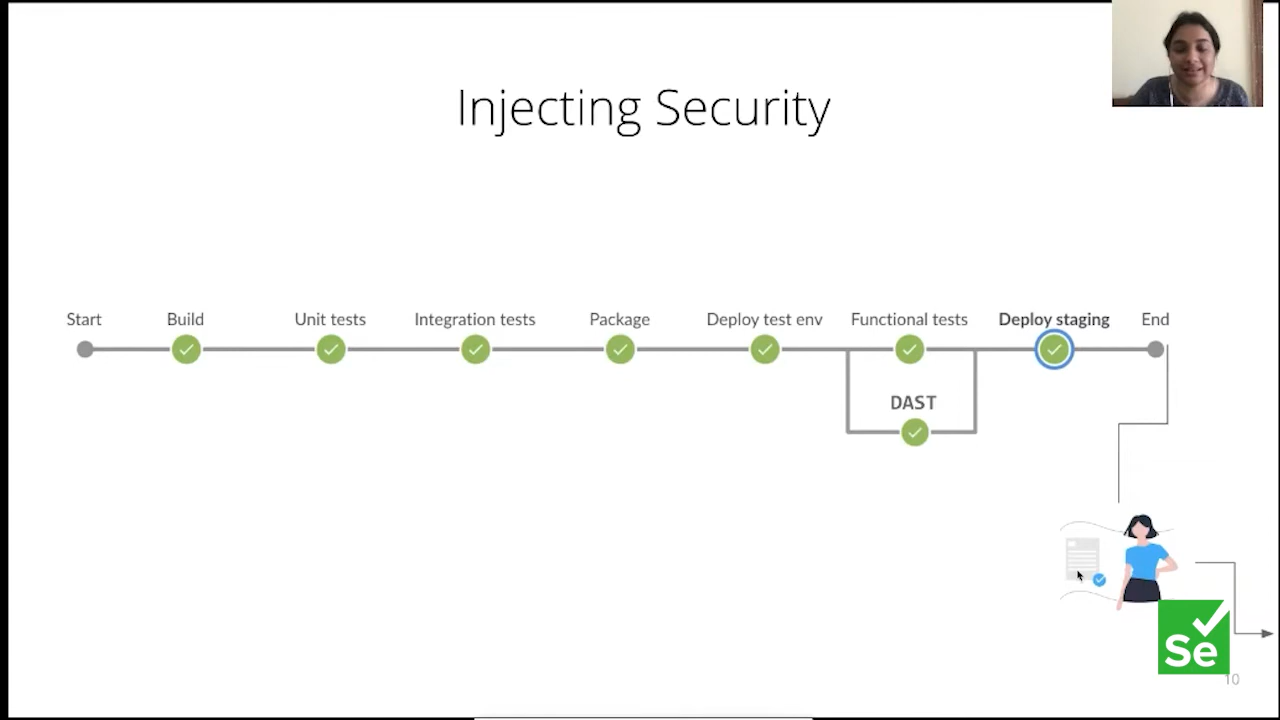 Injecting Security
Start Build Unit tests Integration tests Package Deploy test env Functional tests Deploy staging End
DAST
Se
10